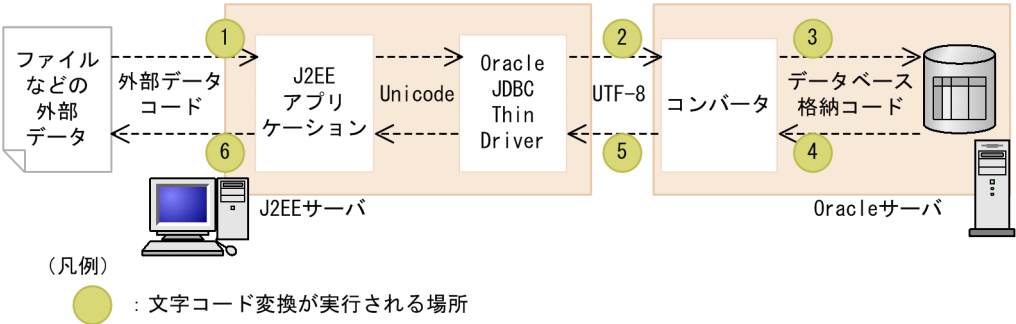 ファイル
などの
外部
データ
外部データ
コード
1
6
J2EE
アプリ
ケーション
Unicode
Oracle
JDBC
Thin
Driver
2
UTF-8
5
コンバータ
3
データベース
格納コード
4
J2EEサーバ
Oracleサーバ
（凡例）
：文字コード変換が実行される場所